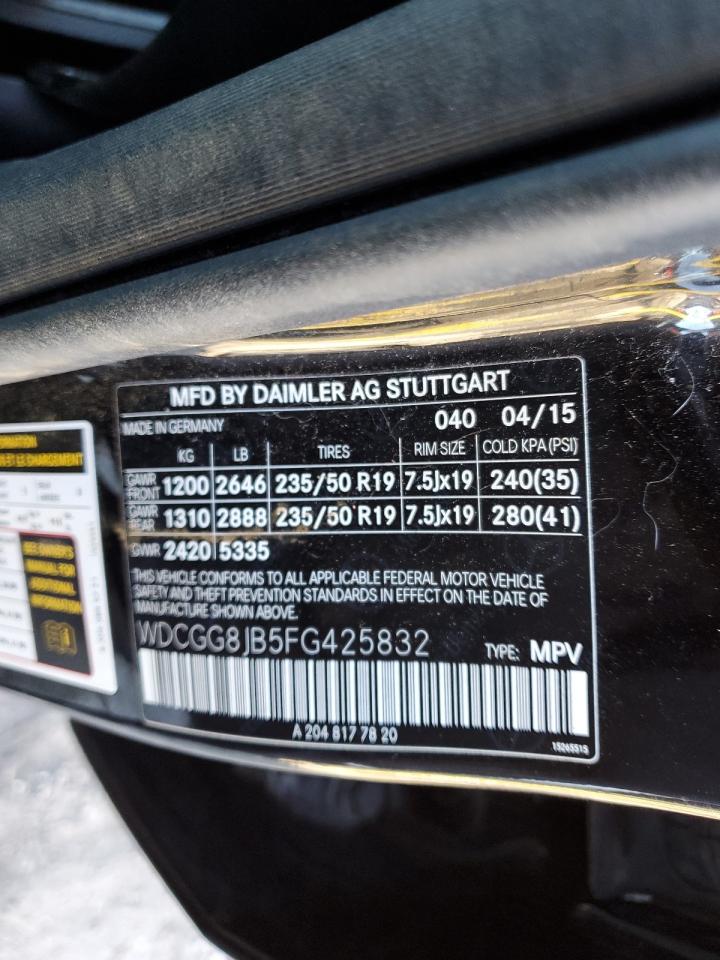 MFD BY DAIMLER AG STUTTGART
MADE IN GERMANY 040 04/15
KG LB TIRES RIM SIZE COLD KPA(PSI)
GAWR FRONT 1200 2646 235/50 R19 7.5Jx19 240(35)
GAWR REAR 1310 2888 235/50 R19 7.5Jx19 280(41)
GVWR 2420 5335
THIS VEHICLE CONFORMS TO ALL APPLICABLE FEDERAL MOTOR VEHICLE
SAFETY AND THEFT PREVENTION STANDARDS IN EFFECT ON THE DATE OF
MANUFACTURE SHOWN ABOVE.
WDCGG8JB5FG425832 TYPE: MPV
A 204 817 78 20
15265515
SEE OWNER'S
MANUAL FOR
ADDITIONAL
INFORMATION